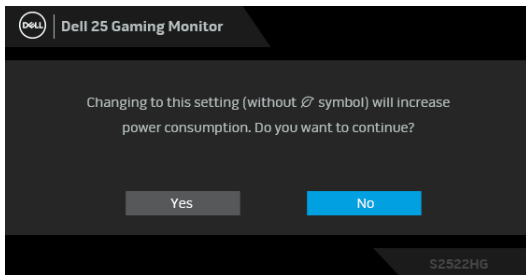 DELL
Dell 25 Gaming Monitor
Changing to this setting (without symbol) will increase
power consumption. Do you want to continue?
Yes
No
S2522HG